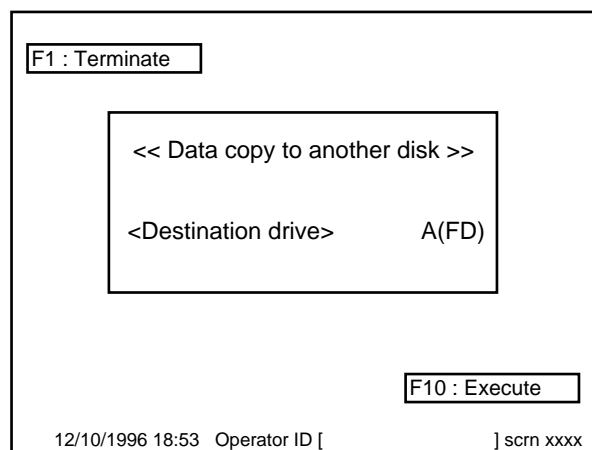 F1 : Terminate
<< Data copy to another disk >>
<Destination drive> A(FD)
F10 : Execute
12/10/1996 18:53 Operator ID [ ] scrn xxxx